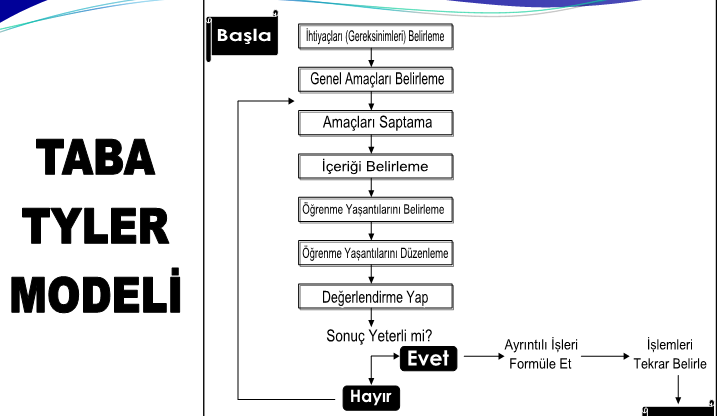 TABA
TYLER
MODELİ
Başla
İhtiyaçları (Gereksinimleri) Belirleme
Genel Amaçları Belirleme
Amaçları Saptama
İçeriği Belirleme
Öğrenme Yaşantılarını Belirleme
Öğrenme Yaşantılarını Düzenleme
Değerlendirme Yap
Sonuç Yeterli mi?
Evet
Hayır
Ayrıntılı İşleri
Formüle Et
İşlemleri
Tekrar Belirle